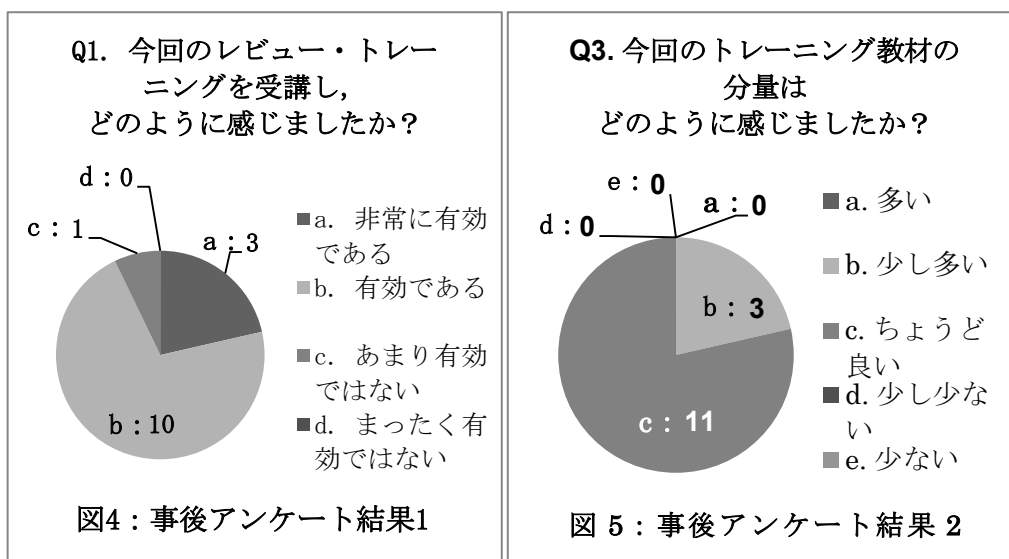 Q1. 今回のレビュー・トレー
ニングを受講し,
どのように感じましたか？
d：0
c：1
a：3
b：10
a. 非常に有効
である
b. 有効である
c. あまり有効
ではない
d. まったく有
効ではない
図4：事後アンケート結果1
Q3. 今回のトレーニング教材の
分量は
どのように感じましたか？
e：0
a：0
d：0
b：3
c：11
a. 多い
b. 少し多い
c. ちょうど
良い
d. 少し少な
い
e. 少ない
図 5：事後アンケート結果 2